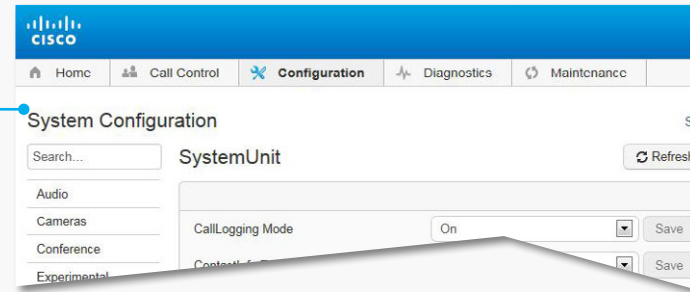 CISCO
Home Call Control Configuration Diagnostics Maintenance
System Configuration
Search... SystemUnit Refresh
Audio
Cameras CallLogging Mode On Save
Conference
Experimental Save